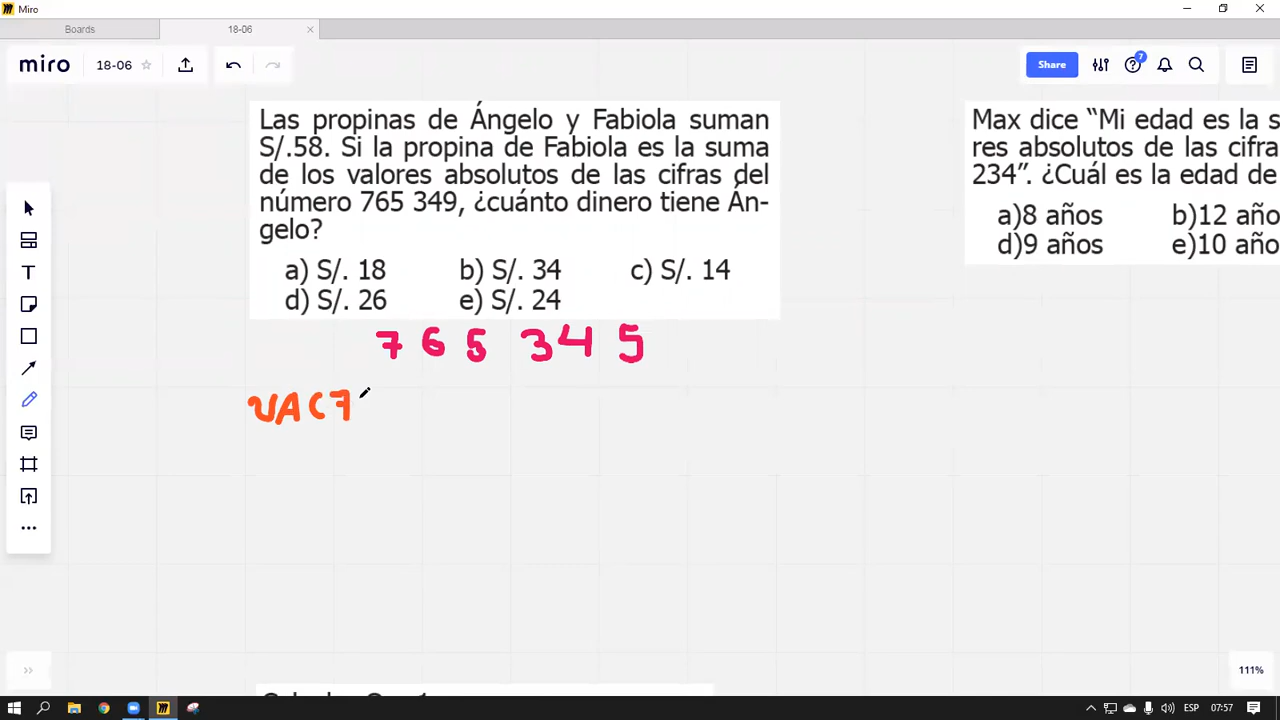 Miro
Boards
18-06
miro
18-06
Share
7
Las propinas de Ángelo y Fabiola suman
S/.58. Si la propina de Fabiola es la suma
de los valores absolutos de las cifras del
número 765 349, ¿cuánto dinero tiene Án-
gelo?
a) S/. 18 b) S/. 34 c) S/. 14
d) S/. 26 e) S/. 24
Max dice “Mi edad es la s
res absolutos de las cifra
234”. ¿Cuál es la edad de
a)8 años b)12 año
d)9 años e)10 año
7 6 5 3 4 5
VA(7
111%
ESP 07:57